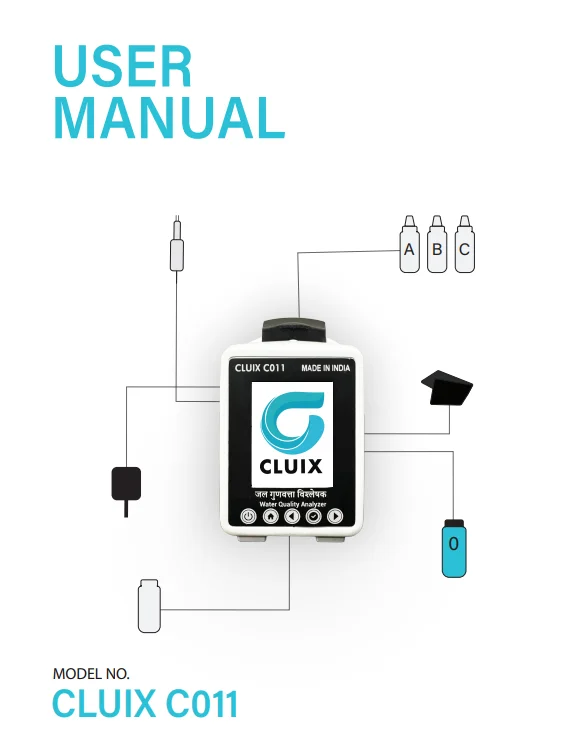 USER
MANUAL
A B C
CLUIX C011 MADE IN INDIA
CLUIX
जल गुणवत्ता विश्लेषक
Water Quality Analyzer
0
MODEL NO.
CLUIX C011